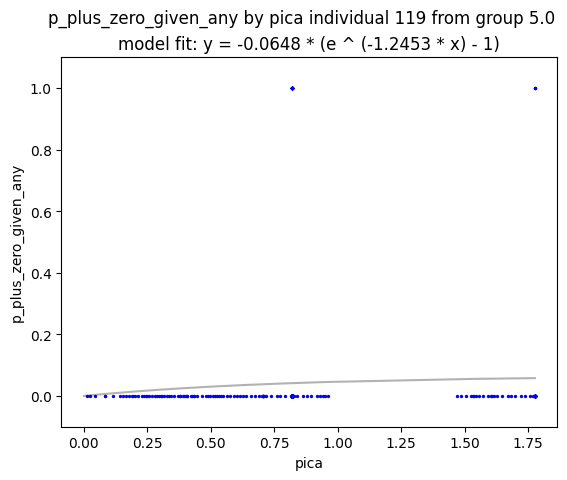 p_plus_zero_given_any by pica individual 119 from group 5.0
model fit: y = -0.0648 * (e ^ (-1.2453 * x) - 1)
1.0
0.8
0.6
0.4
0.2
0.0
p_plus_zero_given_any
0.00 0.25 0.50 0.75 1.00 1.25 1.50 1.75
pica